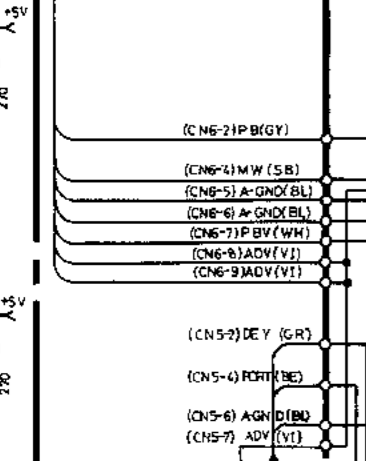 +5V
270
(CN6-2)PB(GY)
(CN6-4)MW(SB)
(CN6-5)A-GND(BL)
(CN6-6)A-GND(BL)
(CN6-7)PBV(WH)
(CN6-8)ADV(VI)
(CN6-9)ADV(VI)
+5V
270
(CN5-2)DEY(GR)
(CN5-4)PORT(BE)
(CN5-6)AGND(BL)
(CN5-7) ADV (VI)